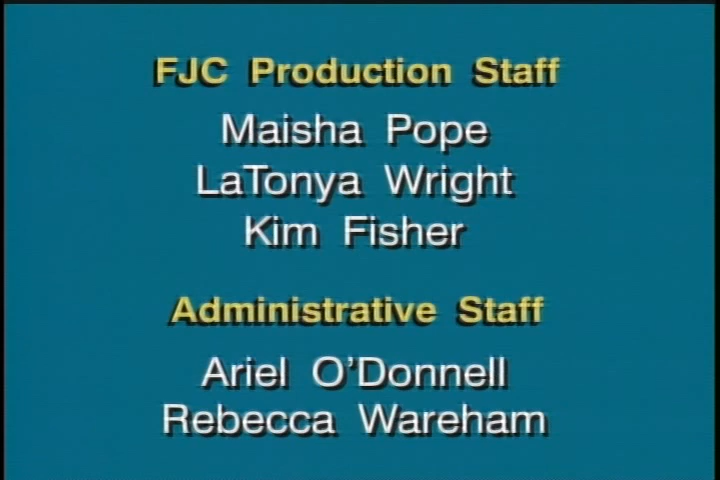 FJC Production Staff
Maisha Pope
LaTonya Wright
Kim Fisher
Administrative Staff
Ariel O'Donnell
Rebecca Wareham